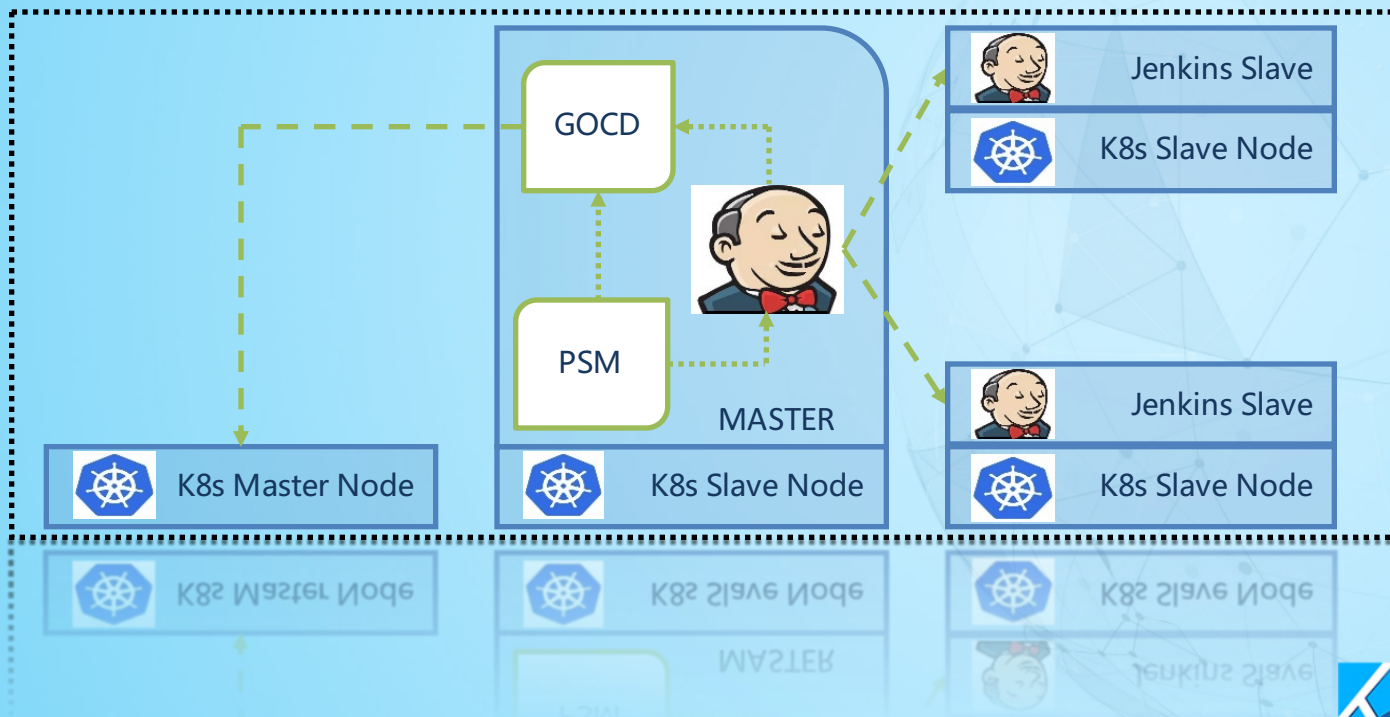 GOCD
PSM
MASTER
K8s Master Node
K8s Slave Node
Jenkins Slave
K8s Slave Node
Jenkins Slave
K8s Slave Node